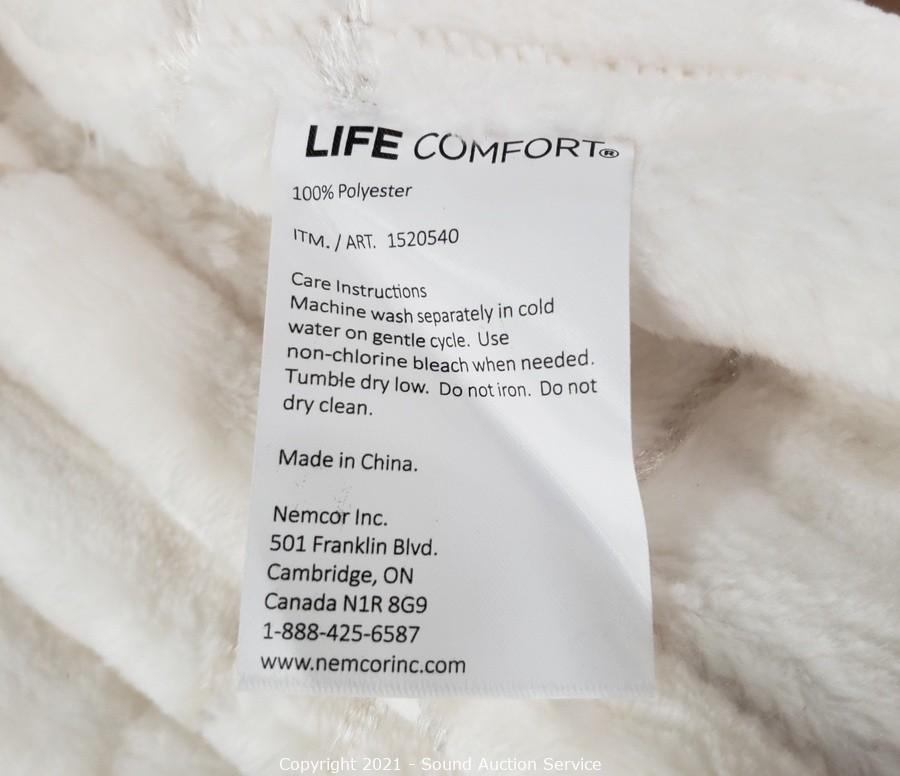 LIFE COMFORT®
100% Polyester
ITM. / ART. 1520540
Care Instructions
Machine wash separately in cold
water on gentle cycle. Use
non-chlorine bleach when needed.
Tumble dry low. Do not iron. Do not
dry clean.
Made in China.
Nemcor Inc.
501 Franklin Blvd.
Cambridge, ON
Canada N1R 8G9
1-888-425-6587
www.nemcorinc.com
Copyright 2021 - Sound Auction Service